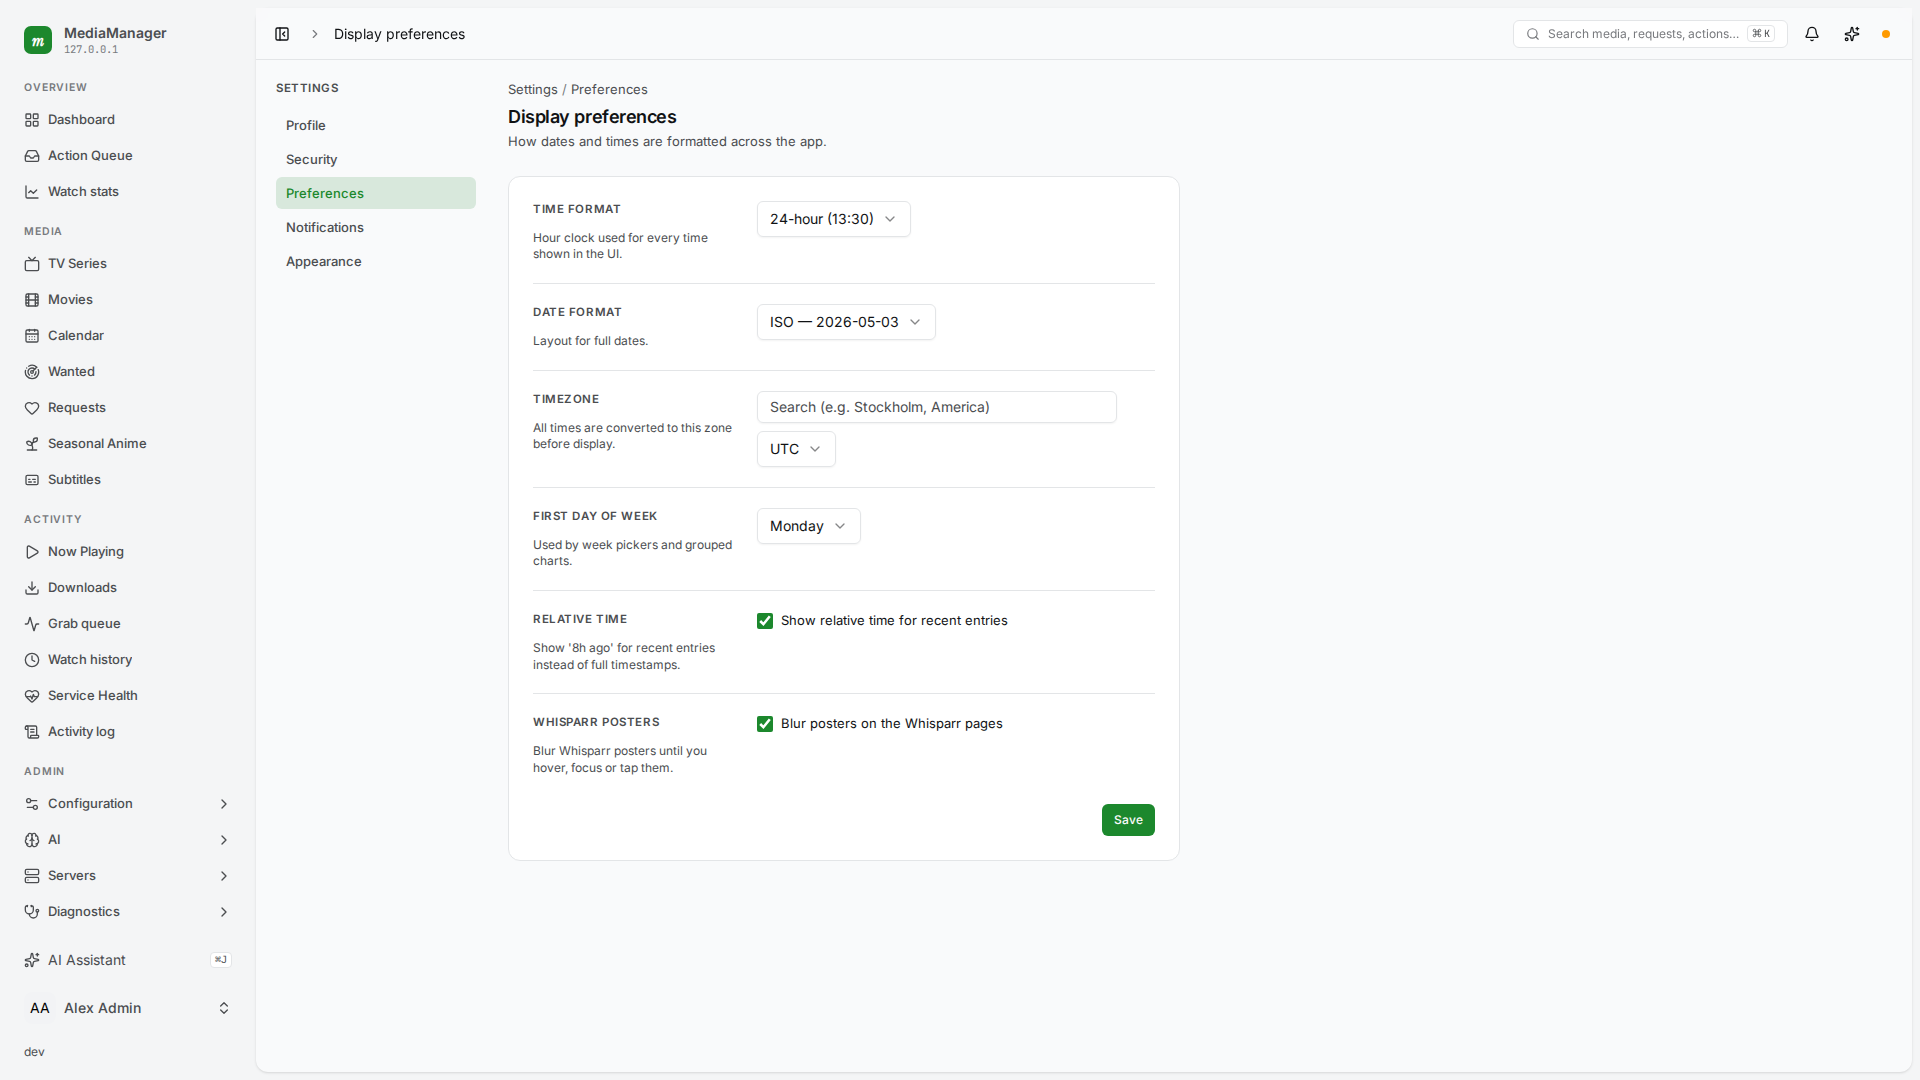 MediaManager
127.0.0.1
OVERVIEW
Dashboard
Action Queue
Watch stats
MEDIA
TV Series
Movies
Calendar
Wanted
Requests
Seasonal Anime
Subtitles
ACTIVITY
Now Playing
Downloads
Grab queue
Watch history
Service Health
Activity log
ADMIN
Configuration
AI
Servers
Diagnostics
AI Assistant
⌘J
AA Alex Admin
dev
Display preferences
Search media, requests, actions... ⌘ K
SETTINGS
Profile
Security
Preferences
Notifications
Appearance
Settings / Preferences
Display preferences
How dates and times are formatted across the app.
TIME FORMAT
Hour clock used for every time
shown in the UI.
24-hour (13:30)
DATE FORMAT
Layout for full dates.
ISO — 2026-05-03
TIMEZONE
All times are converted to this zone
before display.
Search (e.g. Stockholm, America)
UTC
FIRST DAY OF WEEK
Used by week pickers and grouped
charts.
Monday
RELATIVE TIME
Show '8h ago' for recent entries
instead of full timestamps.
Show relative time for recent entries
WHISPARR POSTERS
Blur Whisparr posters until you
hover, focus or tap them.
Blur posters on the Whisparr pages
Save